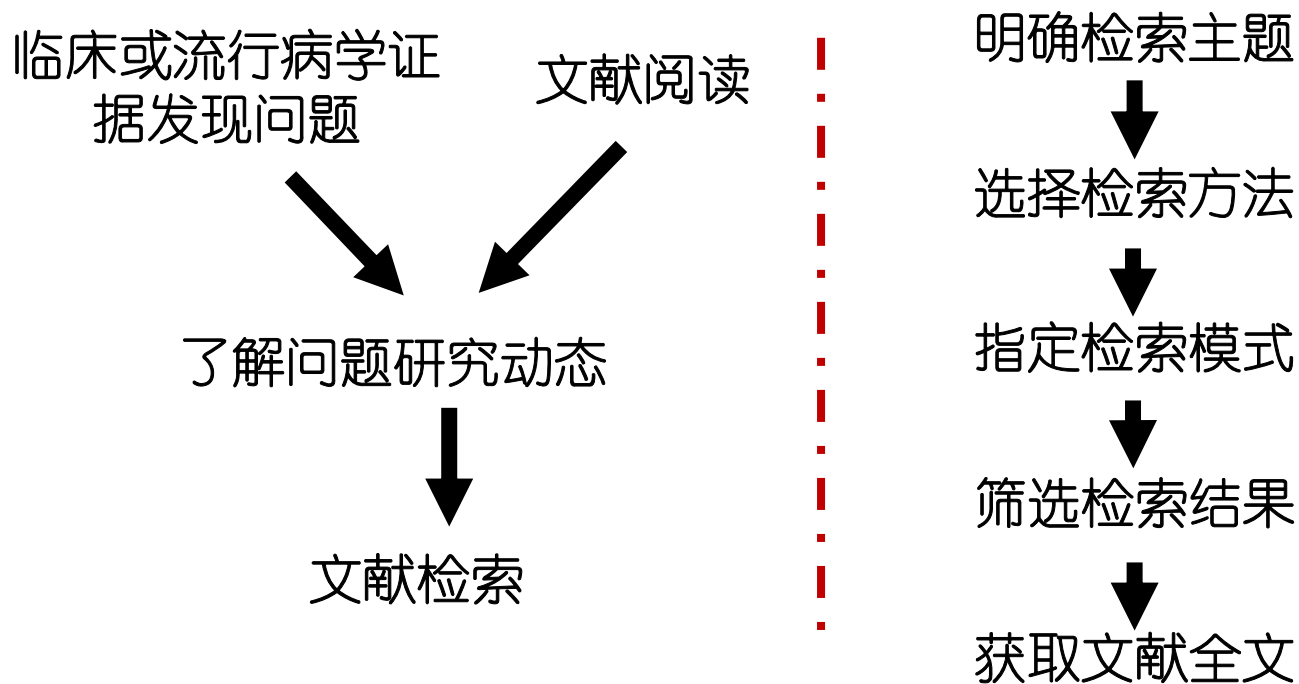 临床或流行病学证
据发现问题
文献阅读
了解问题研究动态
文献检索
明确检索主题
选择检索方法
指定检索模式
筛选检索结果
获取文献全文